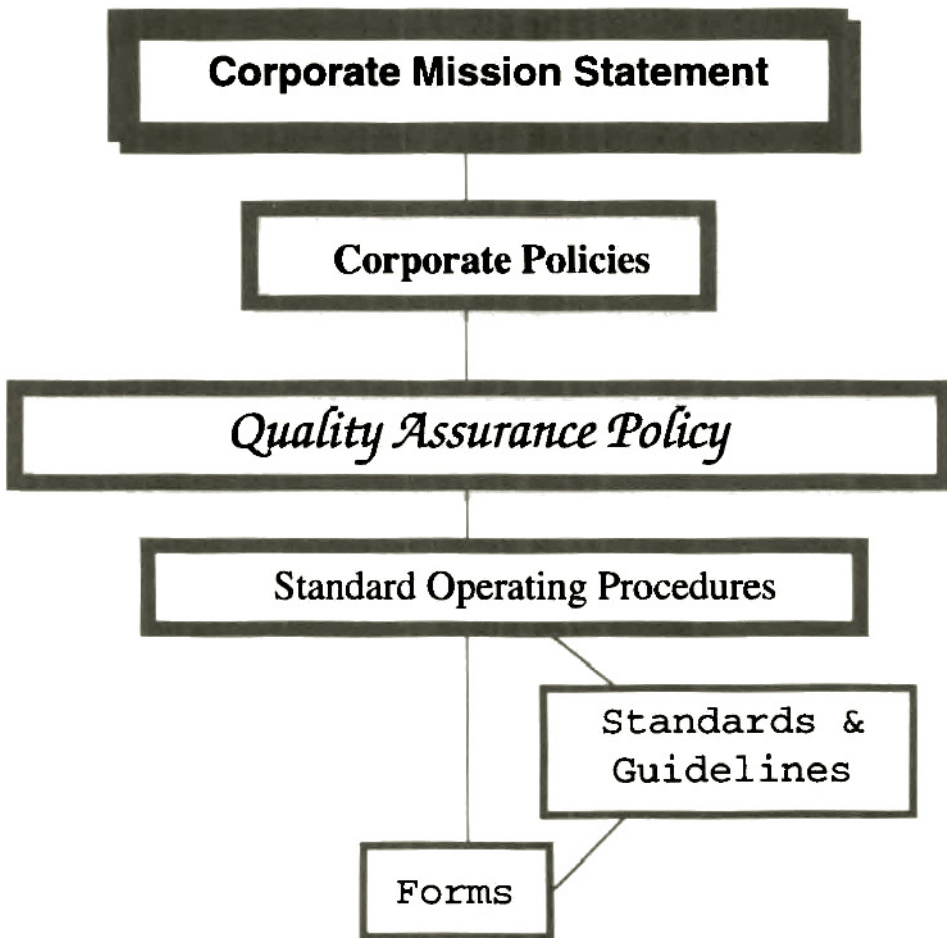 Corporate Mission Statement
Corporate Policies
Quality Assurance Policy
Standard Operating Procedures
Standards &
Guidelines
Forms